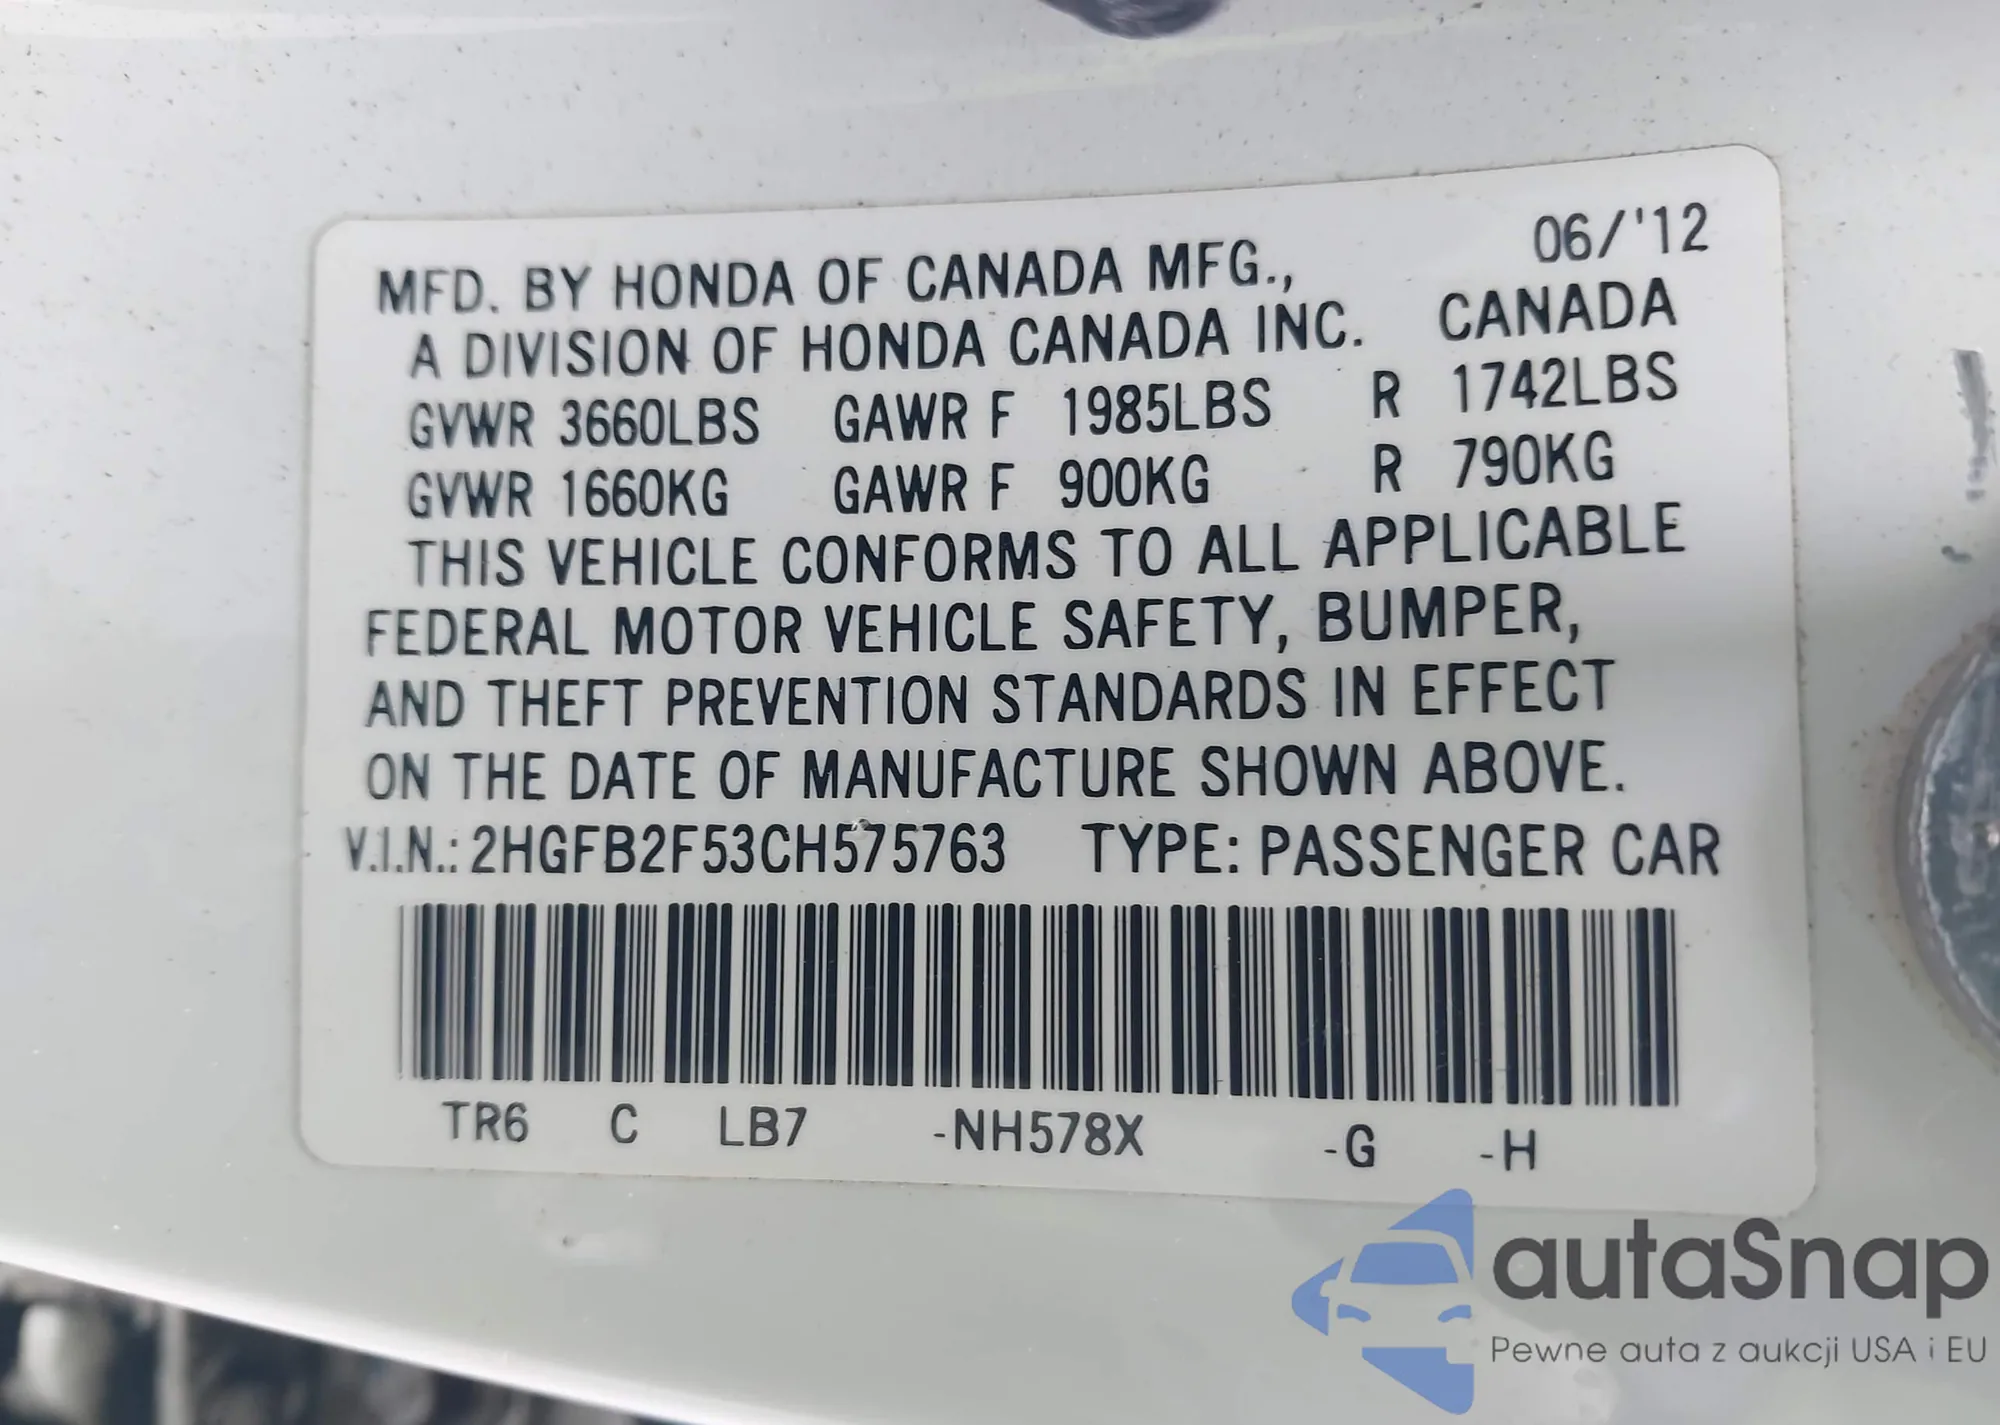 06/'12
MFD. BY HONDA OF CANADA MFG.,
A DIVISION OF HONDA CANADA INC. CANADA
GVWR 3660LBS GAWR F 1985LBS R 1742LBS
GVWR 1660KG GAWR F 900KG R 790KG
THIS VEHICLE CONFORMS TO ALL APPLICABLE
FEDERAL MOTOR VEHICLE SAFETY, BUMPER,
AND THEFT PREVENTION STANDARDS IN EFFECT
ON THE DATE OF MANUFACTURE SHOWN ABOVE.
V.I.N.: 2HGFB2F53CH575763 TYPE: PASSENGER CAR
TR6 C LB7 -NH578X -G -H
autaSnap
Pewne auta z aukcji USA i EU